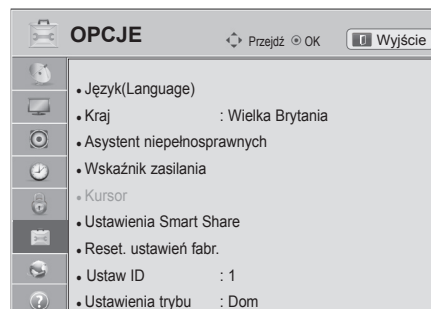 OPCJE Przejdź OK Wyjście
• Język(Language)
• Kraj : Wielka Brytania
• Asystent niepełnosprawnych
• Wskaźnik zasilania
• Kursor
• Ustawienia Smart Share
• Reset. ustawień fabr.
• Ustaw ID : 1
• Ustawienia trybu : Dom